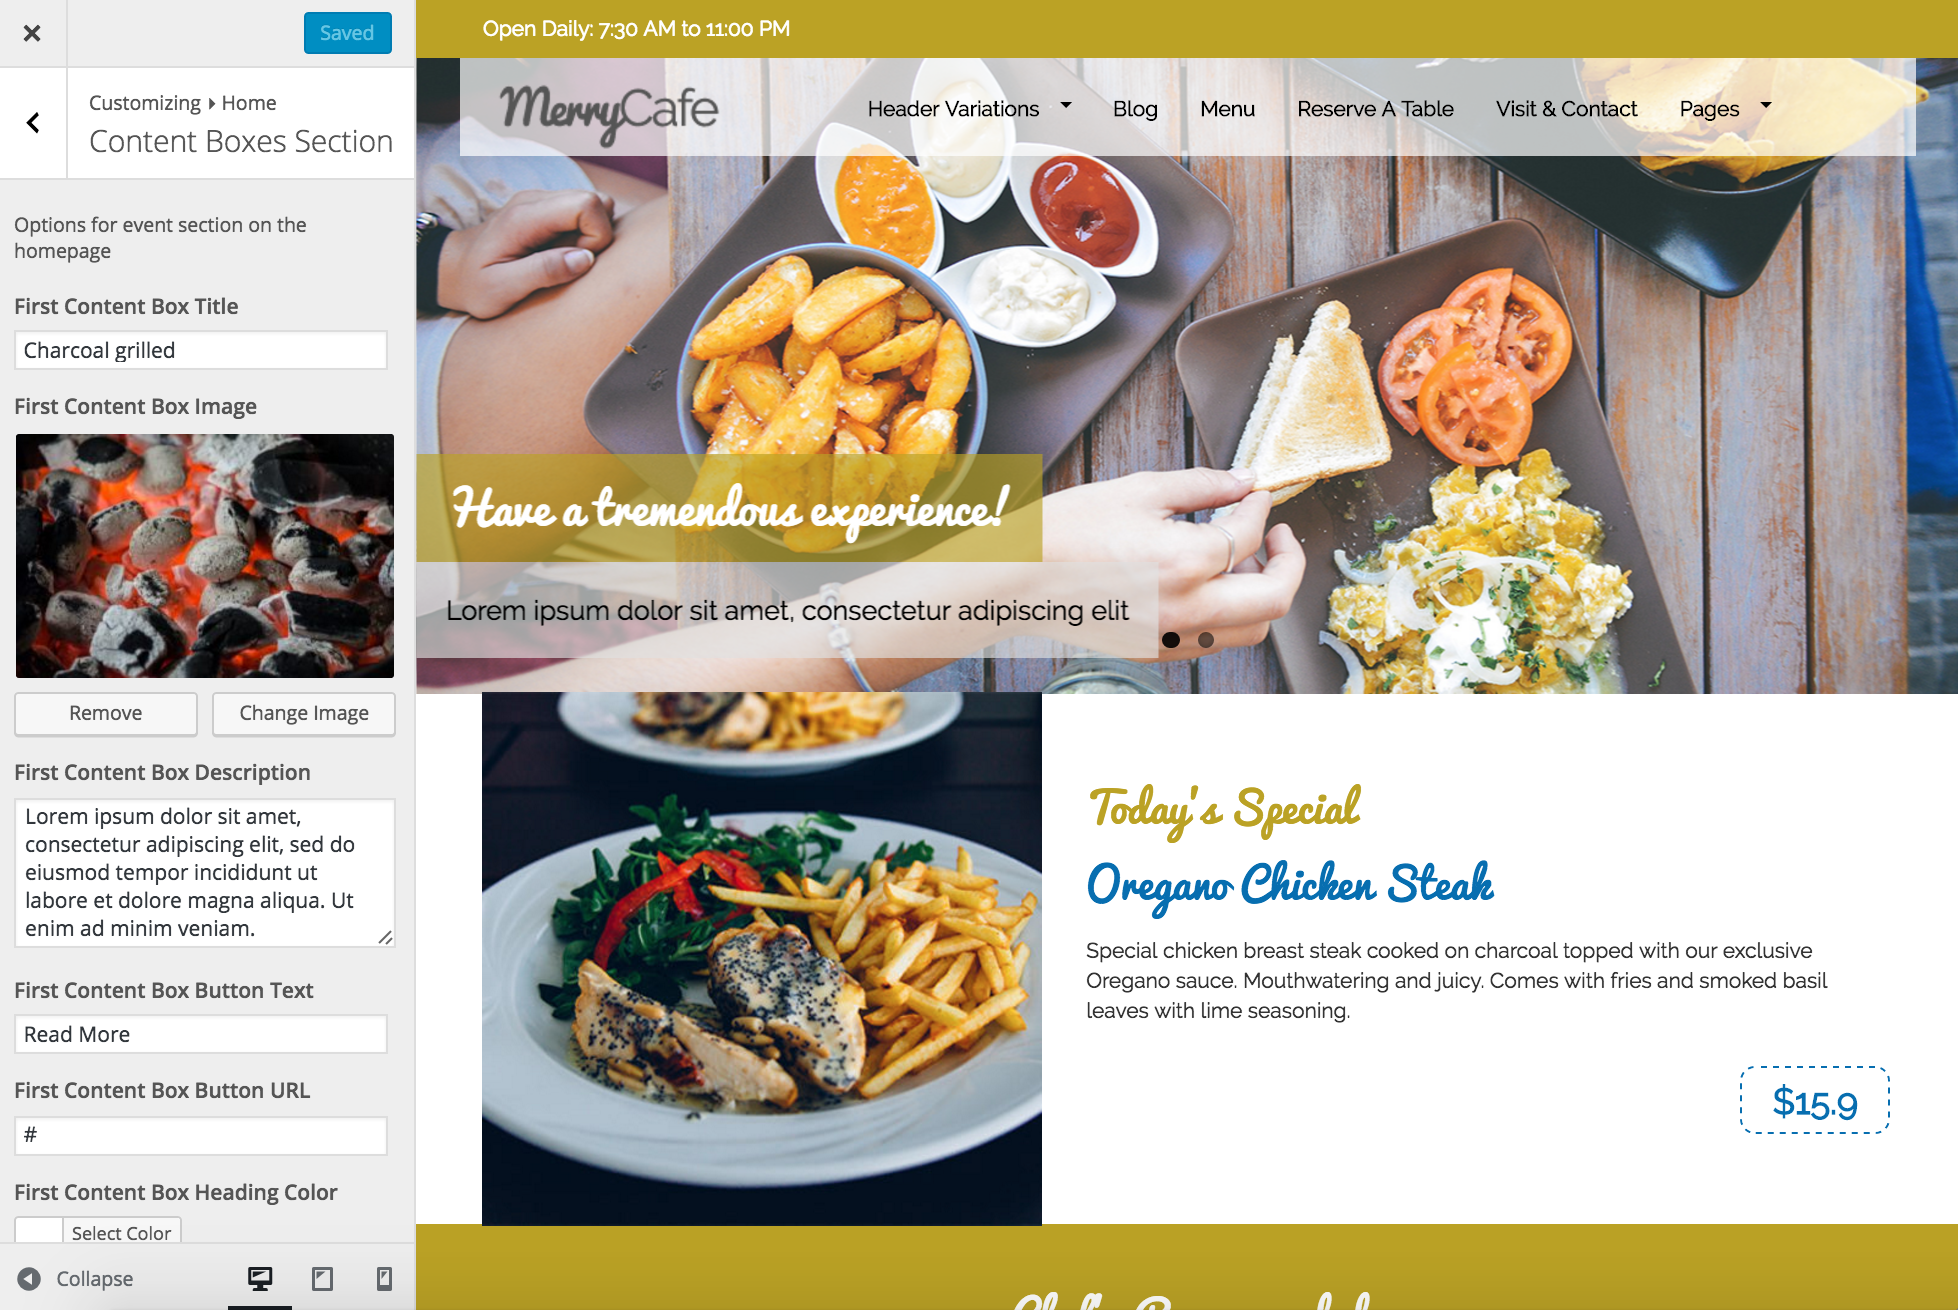 Saved
Customizing Home
Content Boxes Section
Options for event section on the
homepage
First Content Box Title
Charcoal grilled
First Content Box Image
Remove
Change Image
First Content Box Description
Lorem ipsum dolor sit amet,
consectetur adipiscing elit, sed do
eiusmod tempor incididunt ut
labore et dolore magna aliqua. Ut
enim ad minim veniam.
First Content Box Button Text
Read More
First Content Box Button URL
#
First Content Box Heading Color
Select Color
Collapse
Open Daily: 7:30 AM to 11:00 PM
MerryCafe
Header Variations
Blog
Menu
Reserve A Table
Visit & Contact
Pages
Have a tremendous experience!
Lorem ipsum dolor sit amet, consectetur adipiscing elit
Today's Special
Oregano Chicken Steak
Special chicken breast steak cooked on charcoal topped with our exclusive
Oregano sauce. Mouthwatering and juicy. Comes with fries and smoked basil
leaves with lime seasoning.
$15.9